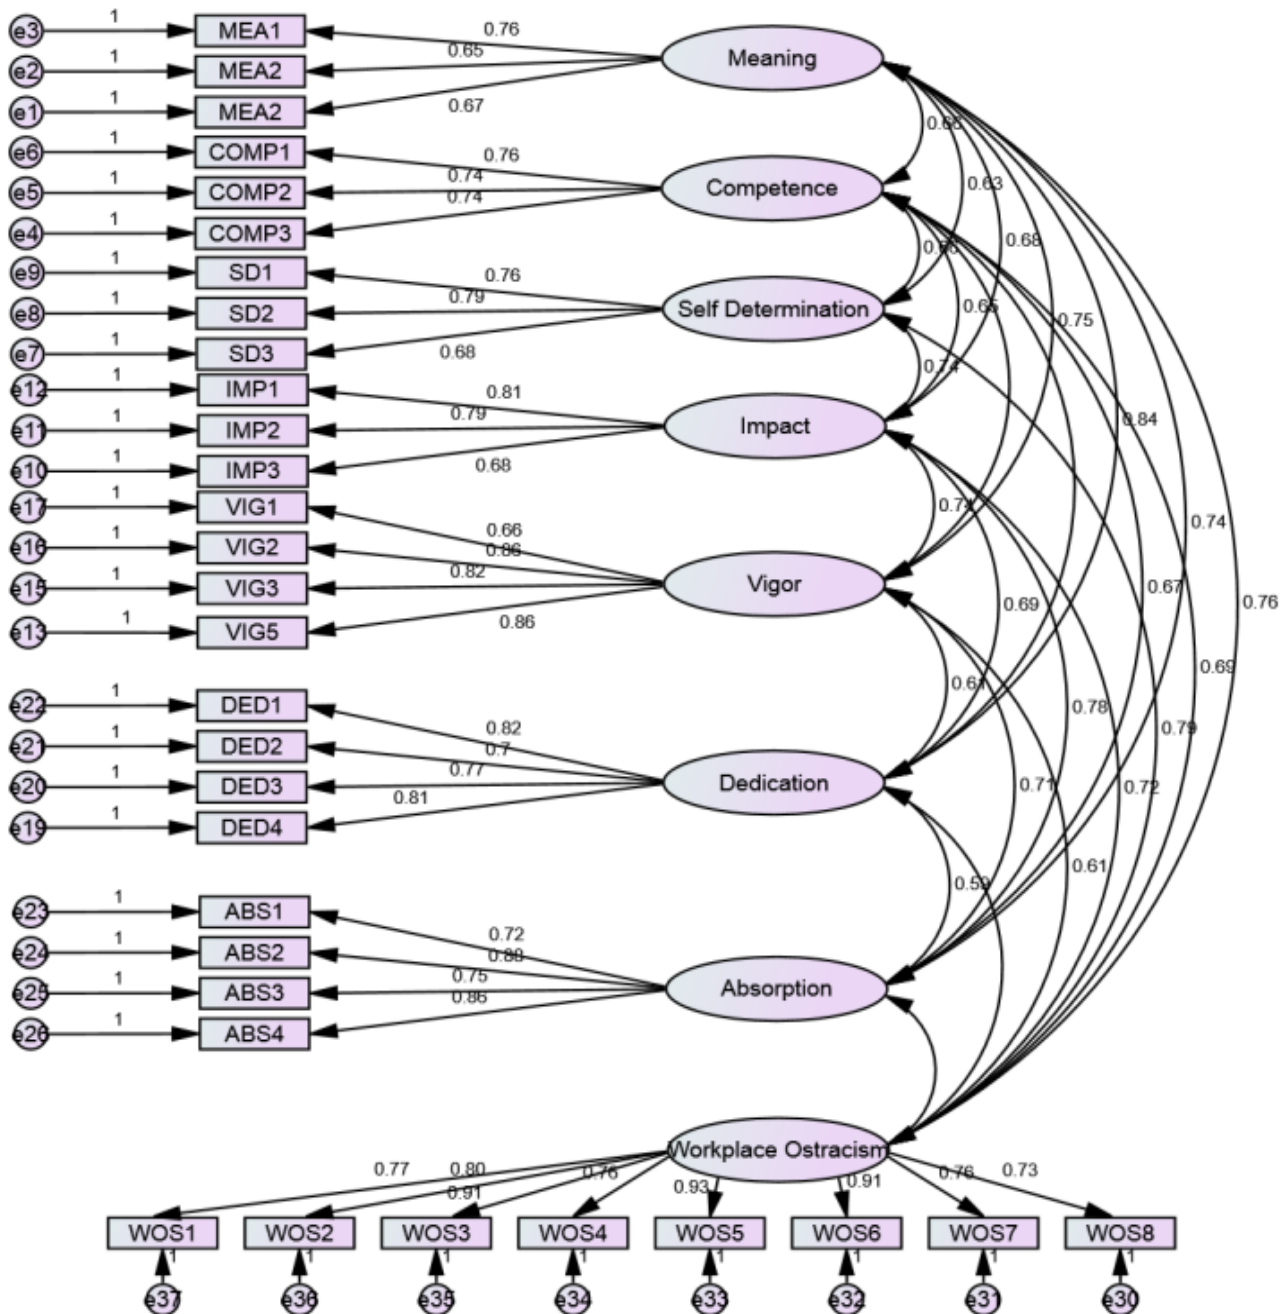 e3 1 MEA1 0.76 Meaning
e2 1 MEA2 0.65
e1 1 MEA2 0.67
0.66
e6 1 COMP1 0.76
e5 1 COMP2 0.74 Competence 0.63
e4 1 COMP3 0.74
0.68
e9 1 SD1 0.76
e8 1 SD2 0.79 Self Determination 0.65 0.75
e7 1 SD3 0.68
0.74
e12 1 IMP1 0.81
e11 1 IMP2 0.79 Impact 0.84
e10 1 IMP3 0.68
e17 1 VIG1 0.66 0.74 0.74
e16 1 VIG2 0.86
e15 1 VIG3 0.82 Vigor 0.69 0.67 0.76
e13 1 VIG5 0.86
0.61 0.69
e22 1 DED1 0.82 0.78
e21 1 DED2 0.7 0.79
e20 1 DED3 0.77 Dedication 0.71 0.72
e19 1 DED4 0.81
0.61
0.59
e23 1 ABS1 0.72
e24 1 ABS2 0.88
e25 1 ABS3 0.75 Absorption
e26 1 ABS4 0.86
Workplace Ostracism
0.77 0.80 0.91 0.76 0.93 0.91 0.76 0.73
WOS1 WOS2 WOS3 WOS4 WOS5 WOS6 WOS7 WOS8
1 1 1 1 1 1 1 1
e37 e36 e35 e34 e33 e32 e31 e30